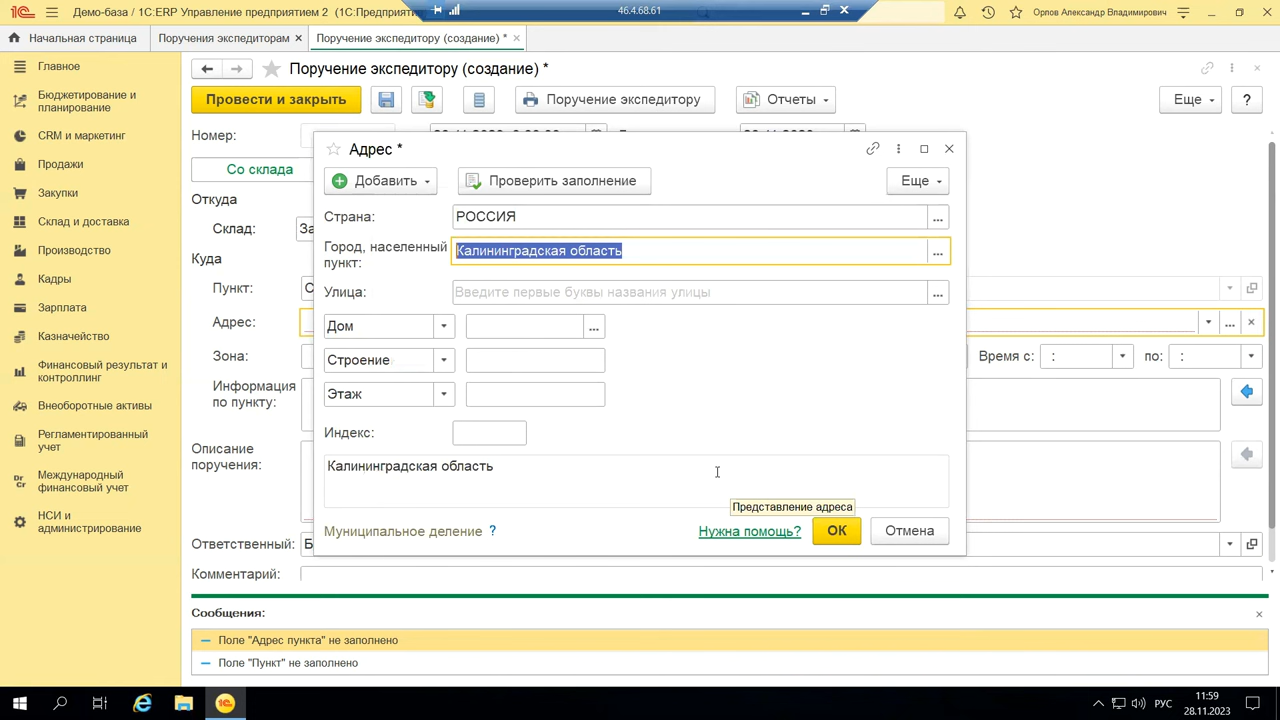 Демо-база / 1С:ERP Управление предприятием 2 (1С:Предприяти
46.4.68.61
Орлов Александр Владимирович
Начальная страница
Поручения экспедиторам ×
Поручение экспедитору (создание) * ×
Главное
Бюджетирование и
планирование
CRM и маркетинг
Продажи
Закупки
Склад и доставка
Производство
Кадры
Зарплата
Казначейство
Финансовый результат и
контроллинг
Внеоборотные активы
Регламентированный
учет
Международный
финансовый учет
НСИ и
администрирование
Поручение экспедитору (создание) *
Провести и закрыть
Поручение экспедитору
Отчеты
Еще
?
Номер:
Со склада
Откуда
Склад:
За
Куда
Пункт:
С
Адрес:
Зона:
Время с: :
по: :
Информация
по пункту:
Описание
поручения:
Ответственный:
Б
Комментарий:
Адрес *
Добавить
Проверить заполнение
Еще
Страна:
РОССИЯ
Город, населенный
пункт:
Калининградская область
Улица:
Введите первые буквы названия улицы
Дом
Строение
Этаж
Индекс:
Калининградская область
Представление адреса
Муниципальное деление ?
Нужна помощь?
ОК
Отмена
Сообщения:
Поле "Адрес пункта" не заполнено
Поле "Пункт" не заполнено
РУС
11:59
28.11.2023